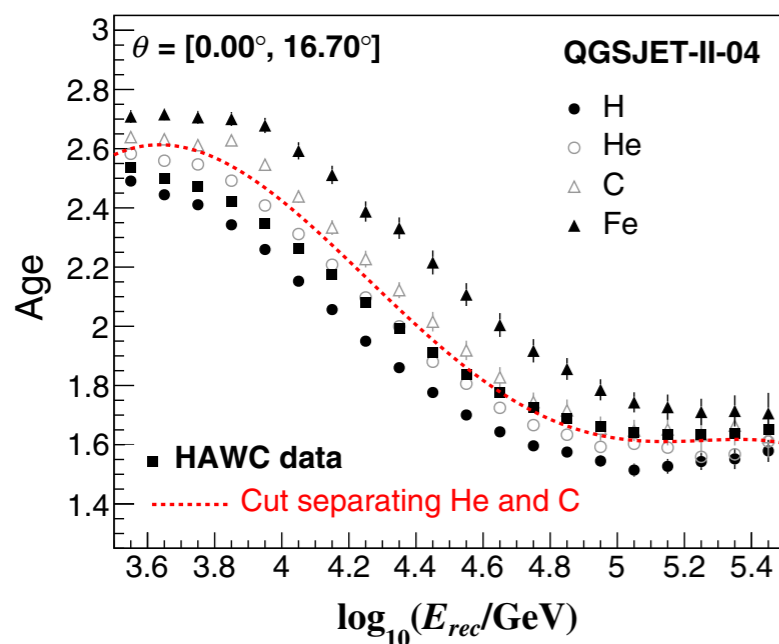 θ = [0.00°, 16.70°]
QGSJET-II-04
H
He
C
Fe
HAWC data
Cut separating He and C
Age
3
2.8
2.6
2.4
2.2
2
1.8
1.6
1.4
3.6 3.8 4 4.2 4.4 4.6 4.8 5 5.2 5.4
log10(Erec/GeV)